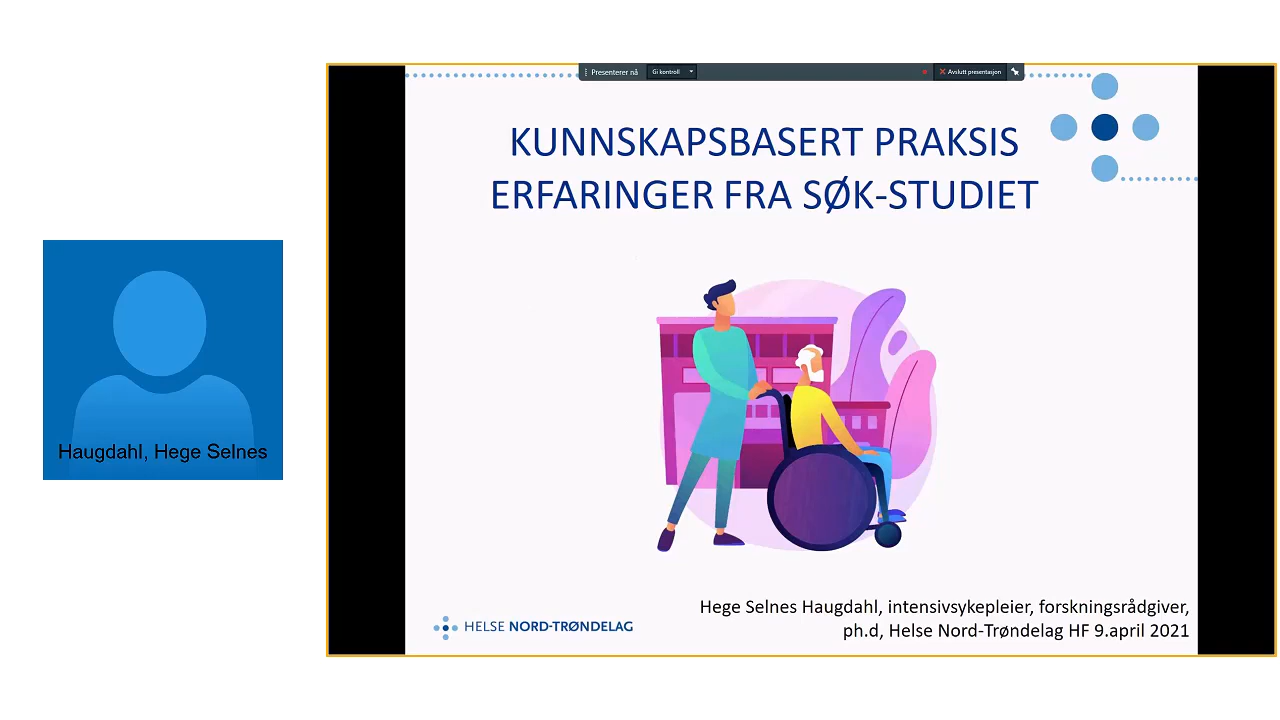 Presenterer nå
Gi kontroll
Avslutt presentasjon
KUNNSKAPSBASERT PRAKSIS
ERFARINGER FRA SØK-STUDIET
Haugdahl, Hege Selnes
Hege Selnes Haugdahl, intensivsykepleier, forskningsrådgiver,
ph.d, Helse Nord-Trøndelag HF 9.april 2021
HELSE NORD-TRØNDELAG